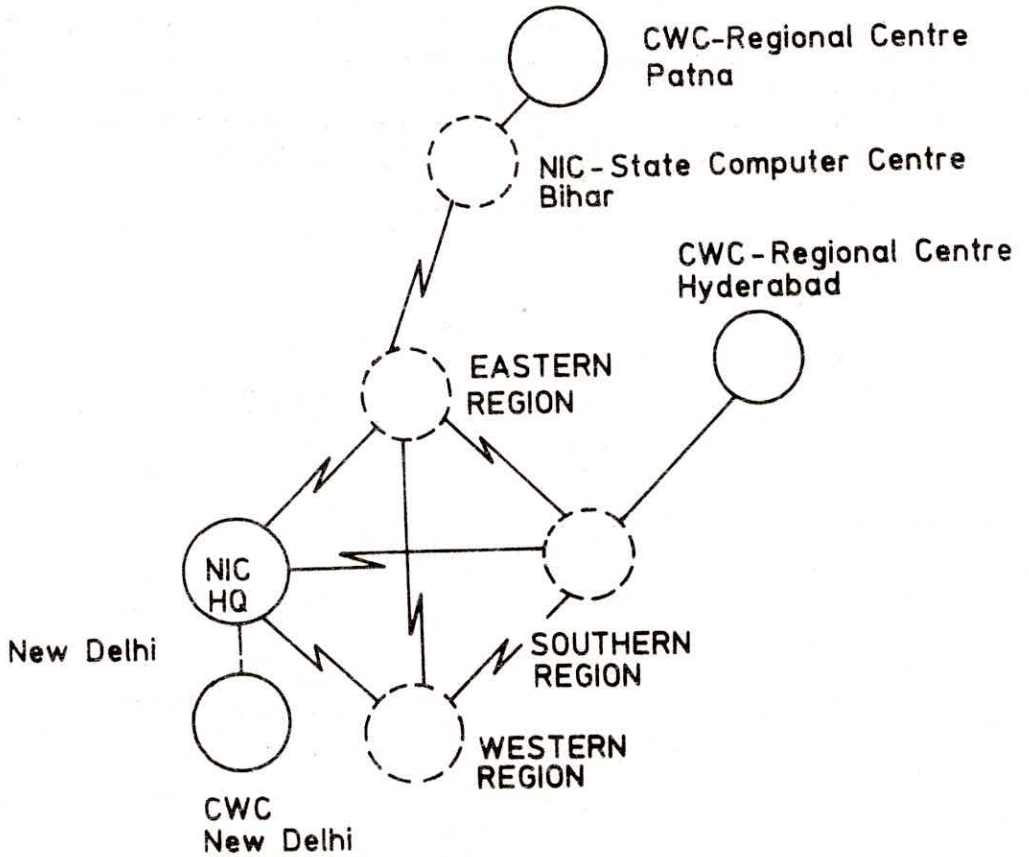 CWC-Regional Centre
Patna
NIC-State Computer Centre
Bihar
CWC-Regional Centre
Hyderabad
EASTERN
REGION
NIC
HQ
New Delhi
SOUTHERN
REGION
WESTERN
REGION
CWC
New Delhi